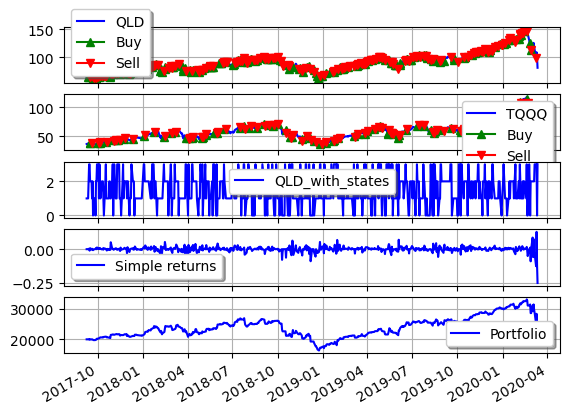 150
100
QLD
Buy
Sell
100
50
TQQQ
Buy
Sell
2
0
QLD_with_states
0.00
−0.25
Simple returns
30000
20000
Portfolio
2017-10
2018-01
2018-04
2018-07
2018-10
2019-01
2019-04
2019-07
2019-10
2020-01
2020-04